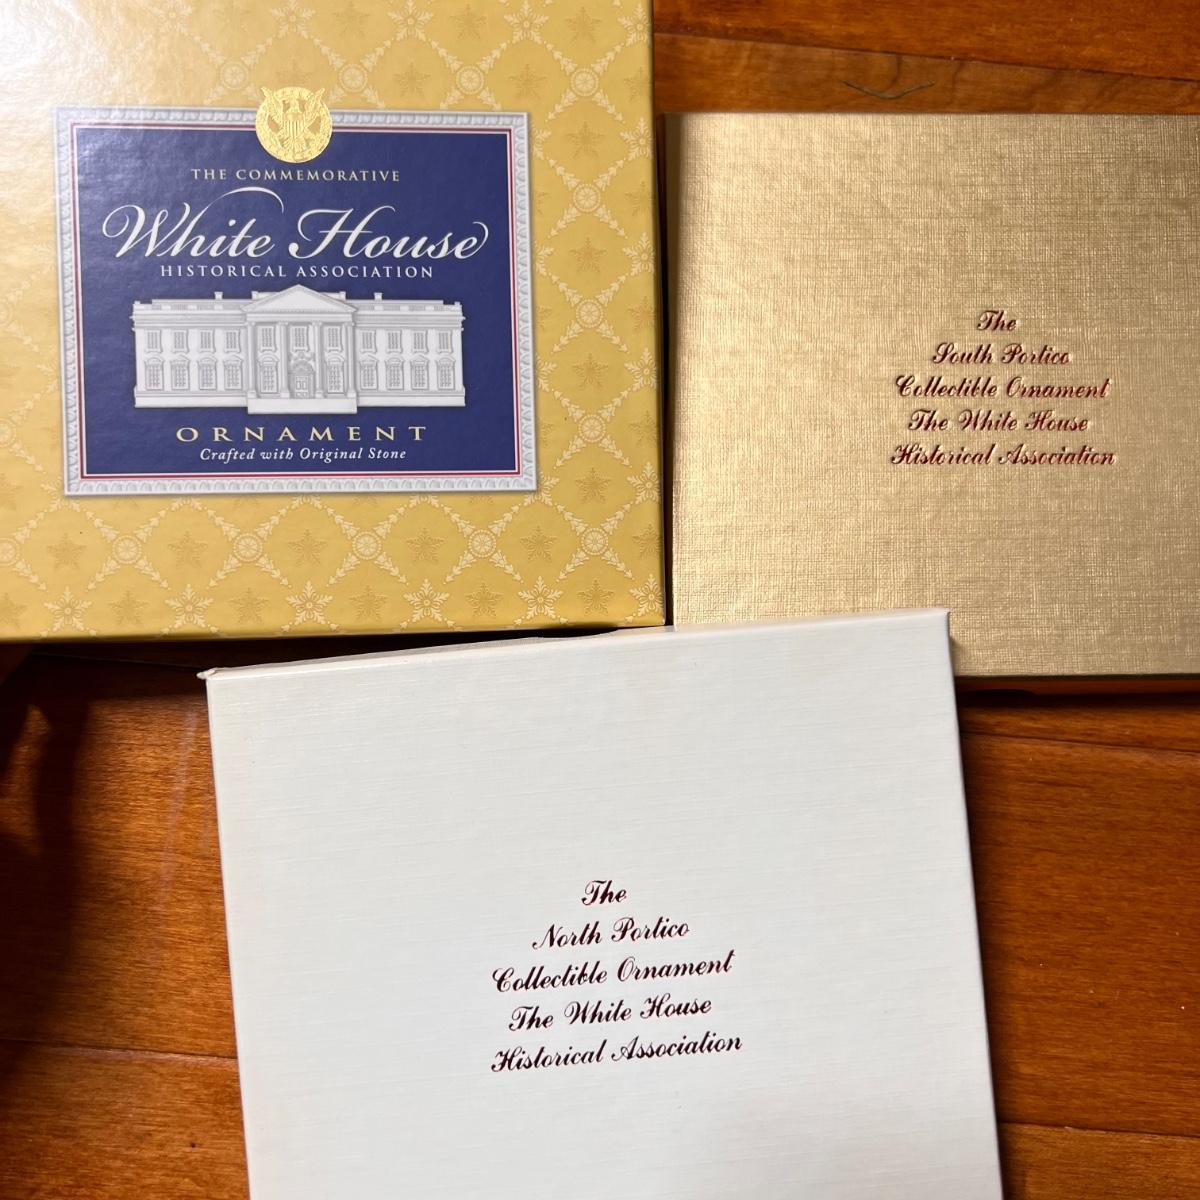 THE COMMEMORATIVE
White House
HISTORICAL ASSOCIATION
ORNAMENT
Crafted with Original Stone
The
South Portico
Collectible Ornament
The White House
Historical Association
The
North Portico
Collectible Ornament
The White House
Historical Association